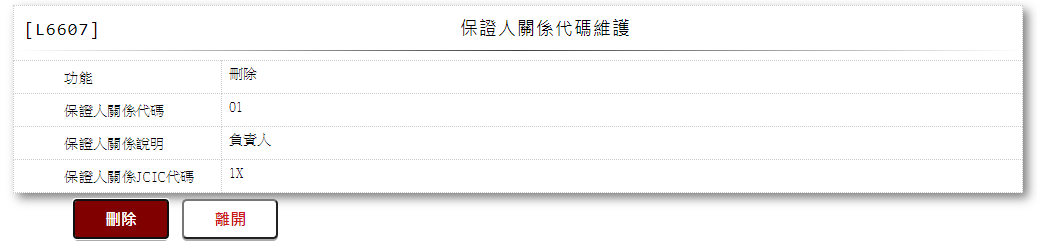 [L6607] 保證人關係代碼維護
功能 刪除
保證人關係代碼 01
保證人關係說明 負責人
保證人關係JCIC代碼 1X
刪除 離開